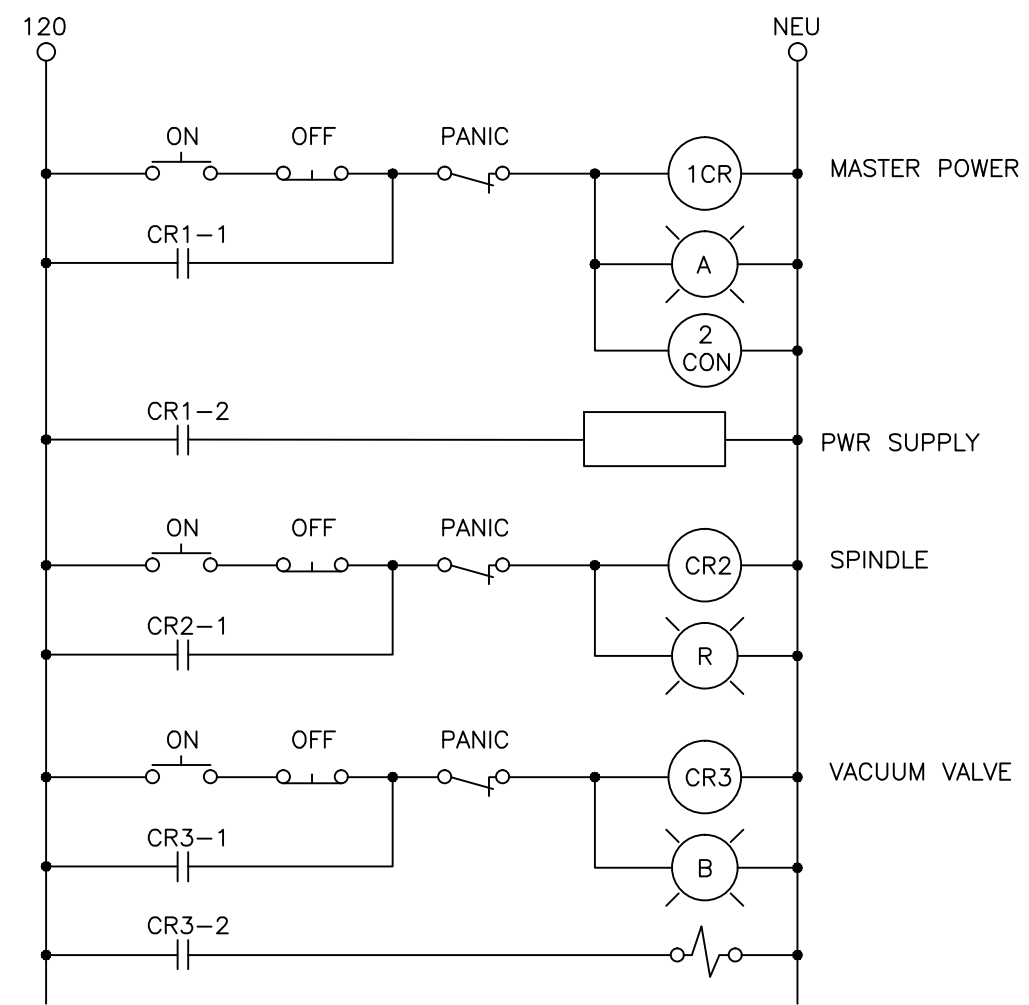 120 NEU
ON OFF PANIC
1CR MASTER POWER
CR1-1
A
2
CON
CR1-2
PWR SUPPLY
ON OFF PANIC
CR2 SPINDLE
CR2-1
R
ON OFF PANIC
CR3 VACUUM VALVE
CR3-1
B
CR3-2